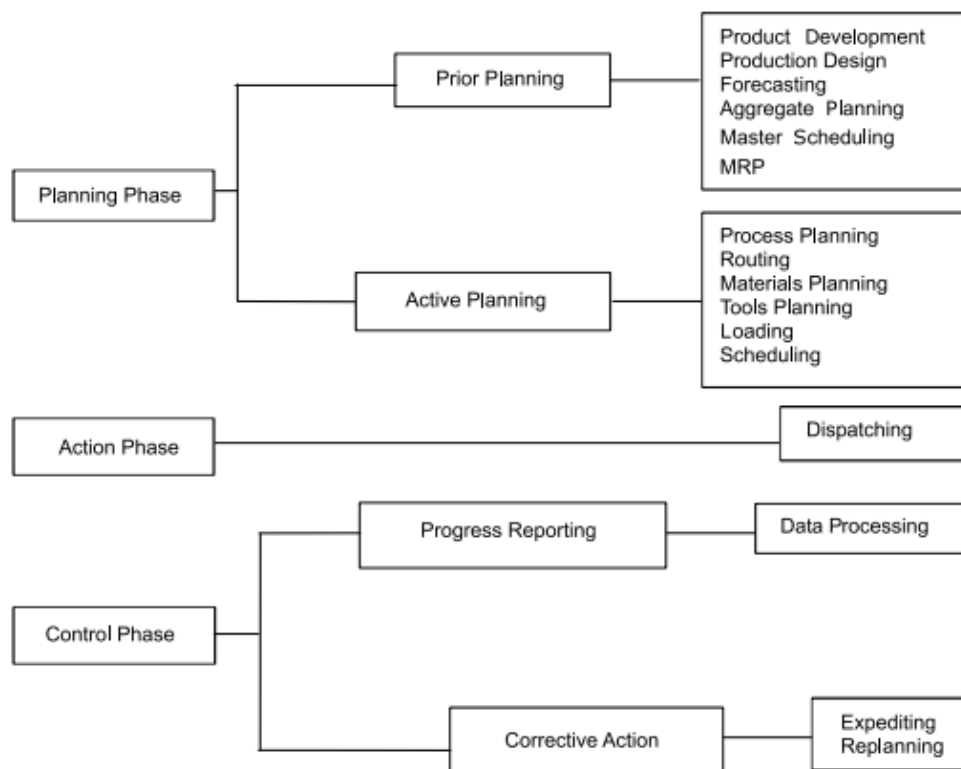 Planning Phase
Prior Planning
Product Development
Production Design
Forecasting
Aggregate Planning
Master Scheduling
MRP
Active Planning
Process Planning
Routing
Materials Planning
Tools Planning
Loading
Scheduling
Action Phase
Dispatching
Control Phase
Progress Reporting
Data Processing
Corrective Action
Expediting
Replanning